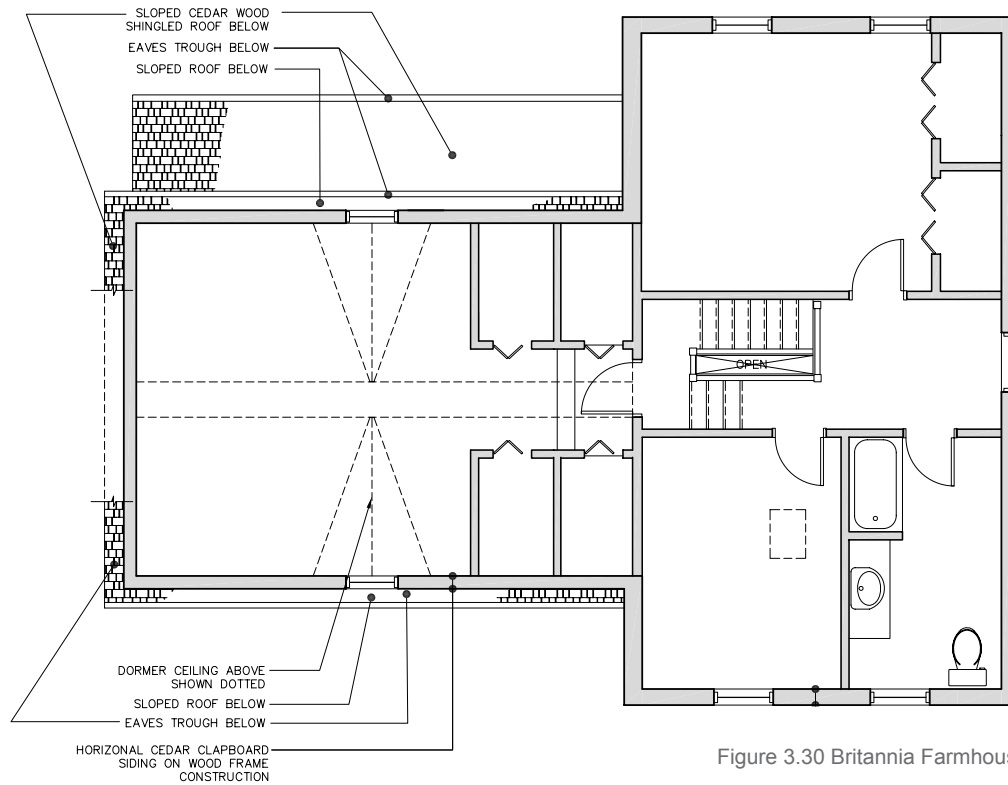 SLOPED CEDAR WOOD
SHINGLED ROOF BELOW
EAVES TROUGH BELOW
SLOPED ROOF BELOW
OPEN
DORMER CEILING ABOVE
SHOWN DOTTED
SLOPED ROOF BELOW
EAVES TROUGH BELOW
HORIZONAL CEDAR CLAPBOARD
SIDING ON WOOD FRAME
CONSTRUCTION
Figure 3.30 Britannia Farmhous